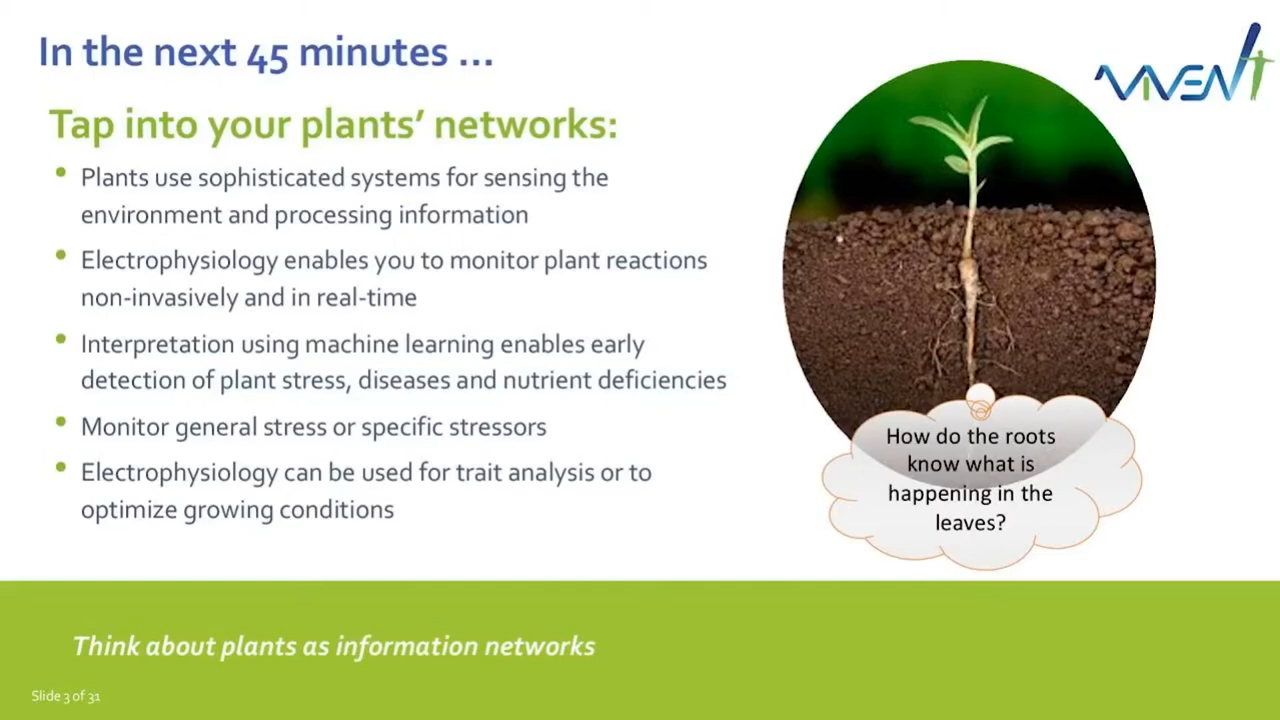 In the next 45 minutes ...
VIVENT
Tap into your plants’ networks:
• Plants use sophisticated systems for sensing the
environment and processing information
• Electrophysiology enables you to monitor plant reactions
non-invasively and in real-time
• Interpretation using machine learning enables early
detection of plant stress, diseases and nutrient deficiencies
• Monitor general stress or specific stressors
• Electrophysiology can be used for trait analysis or to
optimize growing conditions
How do the roots
know what is
happening in the
leaves?
Think about plants as information networks
Slide 3 of 31